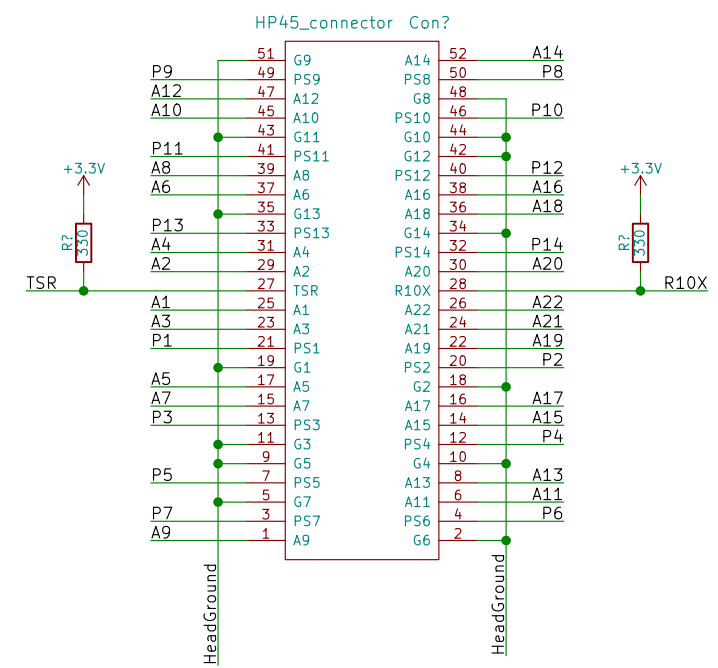 HP45_connector Con?
51 G9 A14 52 A14
P9 49 PS9 PS8 50 P8
A12 47 A12 G8 48
A10 45 A10 PS10 46 P10
43 G11 G10 44
P11 41 PS11 G12 42
A8 39 A8 PS12 40 P12
A6 37 A6 A16 38 A16
35 G13 A18 36 A18
P13 33 PS13 G14 34
A4 31 A4 PS14 32 P14
A2 29 A2 A20 30 A20
TSR 27 TSR R10X 28 R10X
A1 25 A1 A22 26 A22
A3 23 A3 A21 24 A21
P1 21 PS1 A19 22 A19
19 G1 PS2 20 P2
A5 17 A5 G2 18
A7 15 A7 A17 16 A17
P3 13 PS3 A15 14 A15
11 G3 PS4 12 P4
9 G5 G4 10
P5 7 PS5 A13 8 A13
5 G7 A11 6 A11
P7 3 PS7 PS6 4 P6
A9 1 A9 G6 2
+3.3V
R?
330
+3.3V
R?
330
HeadGround
HeadGround